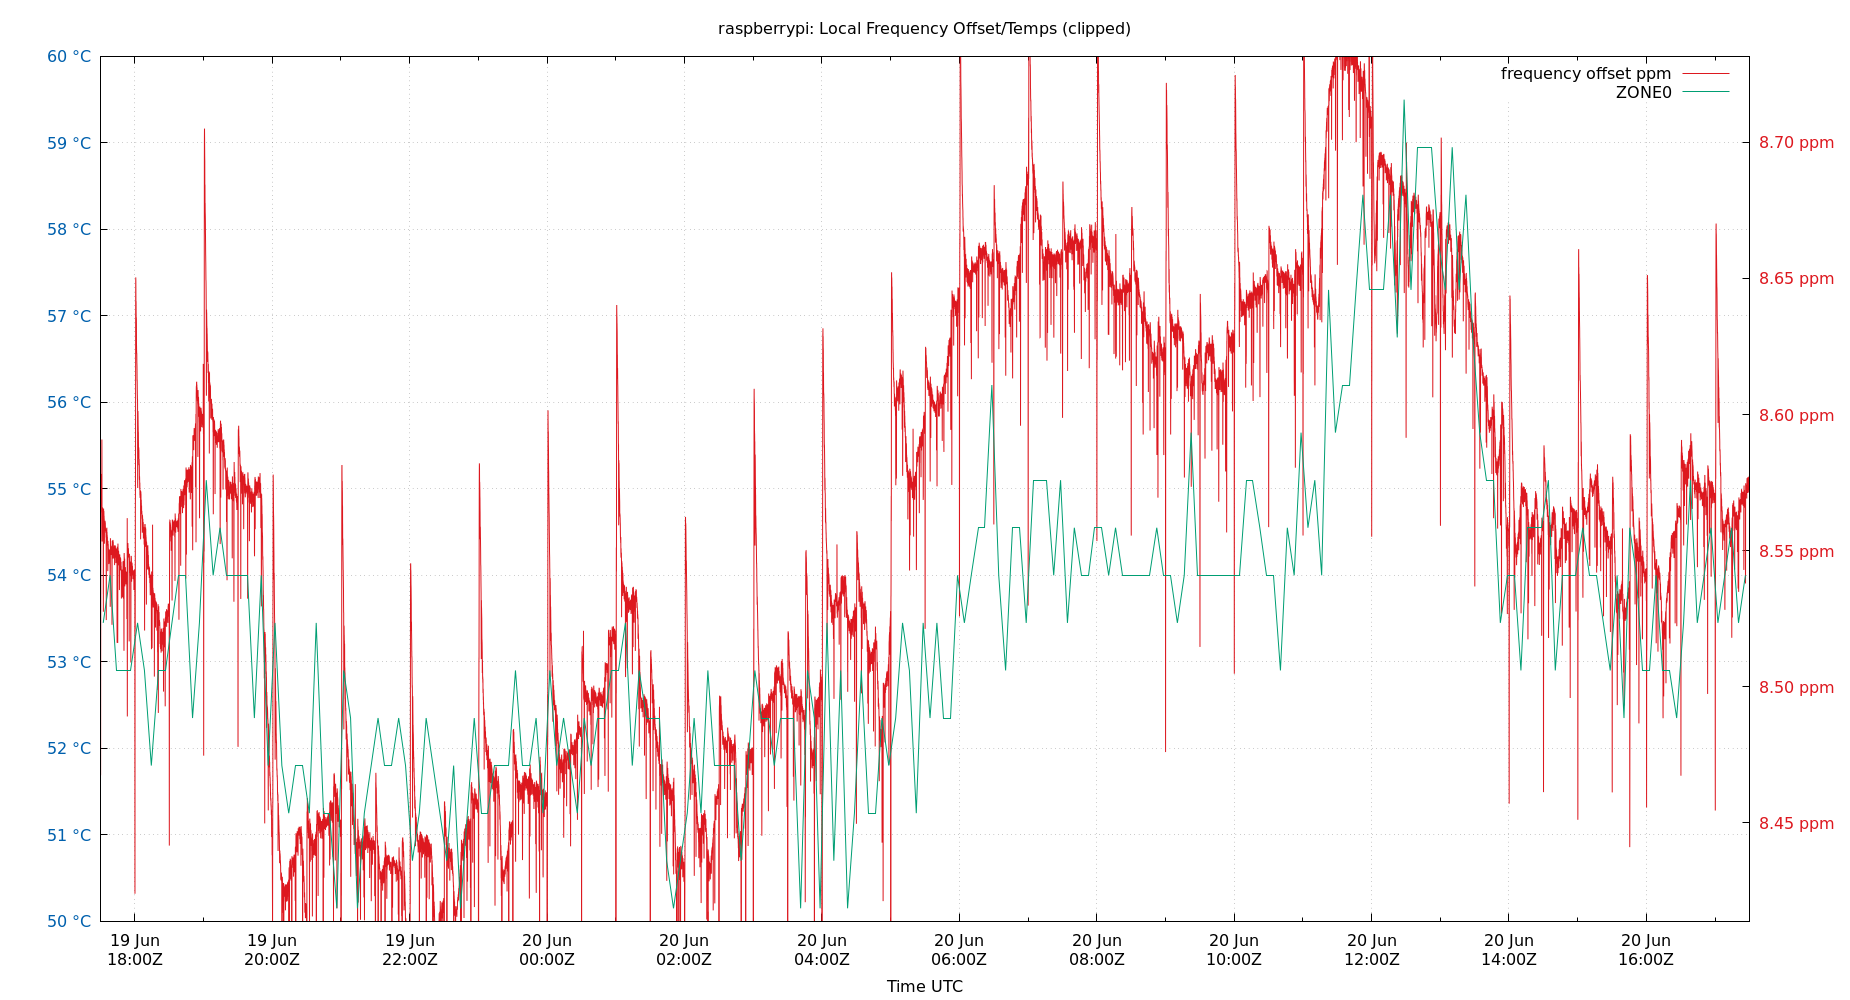 raspberrypi: Local Frequency Offset/Temps (clipped)
frequency offset ppm
ZONE0
60 °C
59 °C
58 °C
57 °C
56 °C
55 °C
54 °C
53 °C
52 °C
51 °C
50 °C
8.70 ppm
8.65 ppm
8.60 ppm
8.55 ppm
8.50 ppm
8.45 ppm
19 Jun 19 Jun 19 Jun 20 Jun 20 Jun 20 Jun 20 Jun 20 Jun 20 Jun 20 Jun 20 Jun 20 Jun
18:00Z 20:00Z 22:00Z 00:00Z 02:00Z 04:00Z 06:00Z 08:00Z 10:00Z 12:00Z 14:00Z 16:00Z
Time UTC